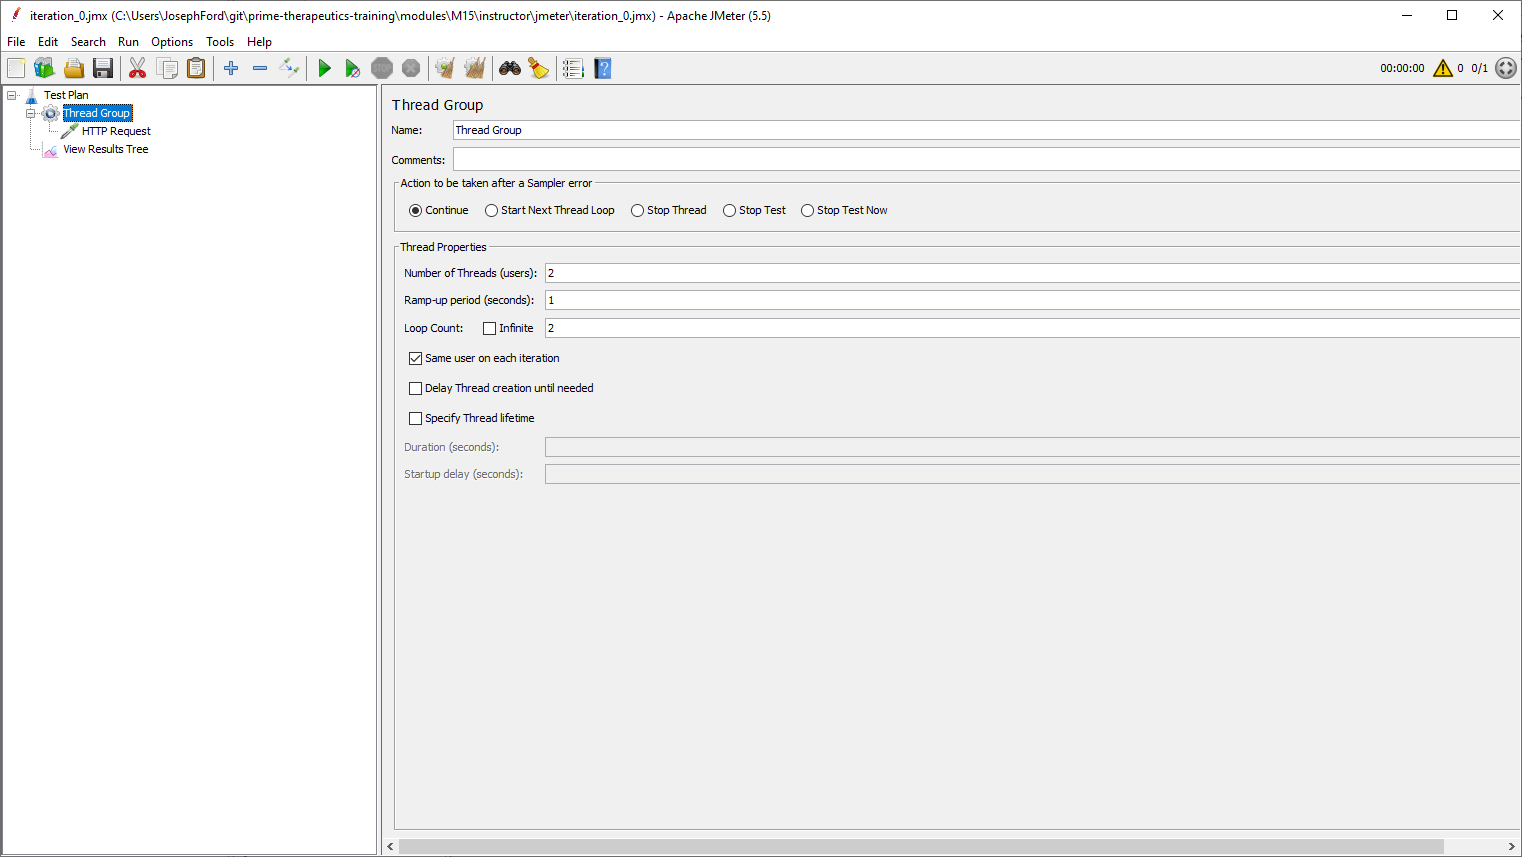 iteration_0.jmx (C:\Users\JosephFord\git\prime-therapeutics-training\modules\M15\instructor\jmeter\iteration_0.jmx) - Apache JMeter (5.5)
File Edit Search Run Options Tools Help
STOP
00:00:00 0 0/1
Test Plan
Thread Group
HTTP Request
View Results Tree
Thread Group
Name: Thread Group
Comments:
Action to be taken after a Sampler error
Continue Start Next Thread Loop Stop Thread Stop Test Stop Test Now
Thread Properties
Number of Threads (users): 2
Ramp-up period (seconds): 1
Loop Count: Infinite 2
Same user on each iteration
Delay Thread creation until needed
Specify Thread lifetime
Duration (seconds):
Startup delay (seconds):